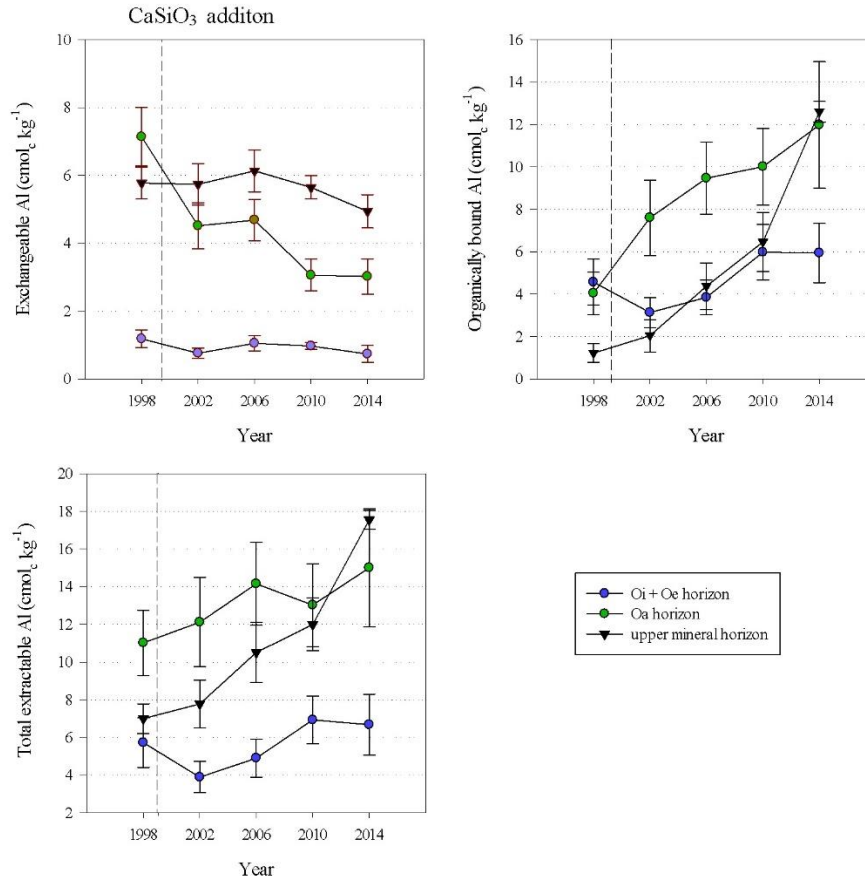 CaSiO₃ additon
10
8
6
4
2
0
Exchangeable Al (cmol_c kg⁻¹)
1998 2002 2006 2010 2014
Year
16
14
12
10
8
6
4
2
0
Organically bound Al (cmol_c kg⁻¹)
1998 2002 2006 2010 2014
Year
20
18
16
14
12
10
8
6
4
2
Total extractable Al (cmol_c kg⁻¹)
1998 2002 2006 2010 2014
Year
Oi + Oe horizon
Oa horizon
upper mineral horizon